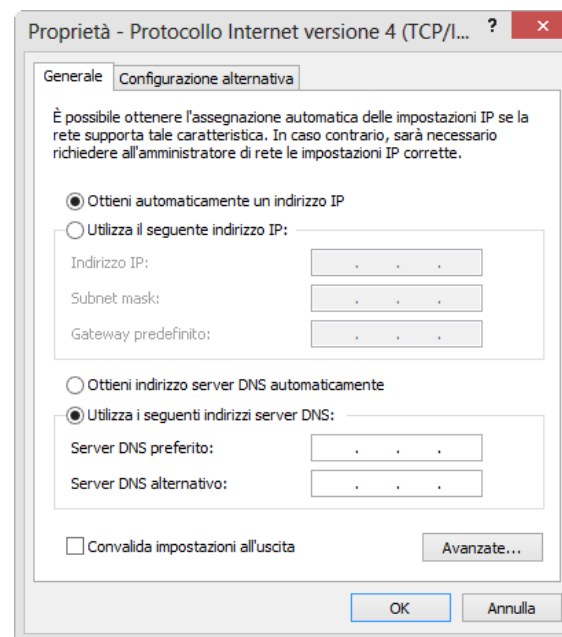 Proprietà - Protocollo Internet versione 4 (TCP/I...
?
Generale
Configurazione alternativa
È possibile ottenere l'assegnazione automatica delle impostazioni IP se la
rete supporta tale caratteristica. In caso contrario, sarà necessario
richiedere all'amministratore di rete le impostazioni IP corrette.
Ottieni automaticamente un indirizzo IP
Utilizza il seguente indirizzo IP:
Indirizzo IP:
Subnet mask:
Gateway predefinito:
Ottieni indirizzo server DNS automaticamente
Utilizza i seguenti indirizzi server DNS:
Server DNS preferito:
Server DNS alternativo:
Convalida impostazioni all'uscita
Avanzate...
OK
Annulla